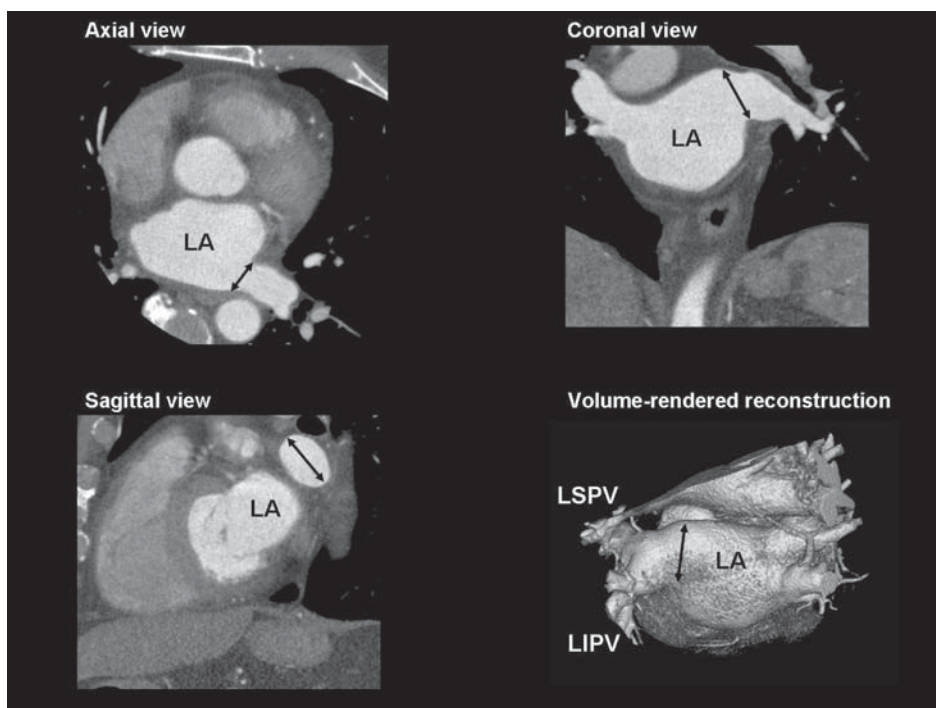 Axial view
Coronal view
LA
LA
Sagittal view
Volume-rendered reconstruction
LA
LSPV
LA
LIPV